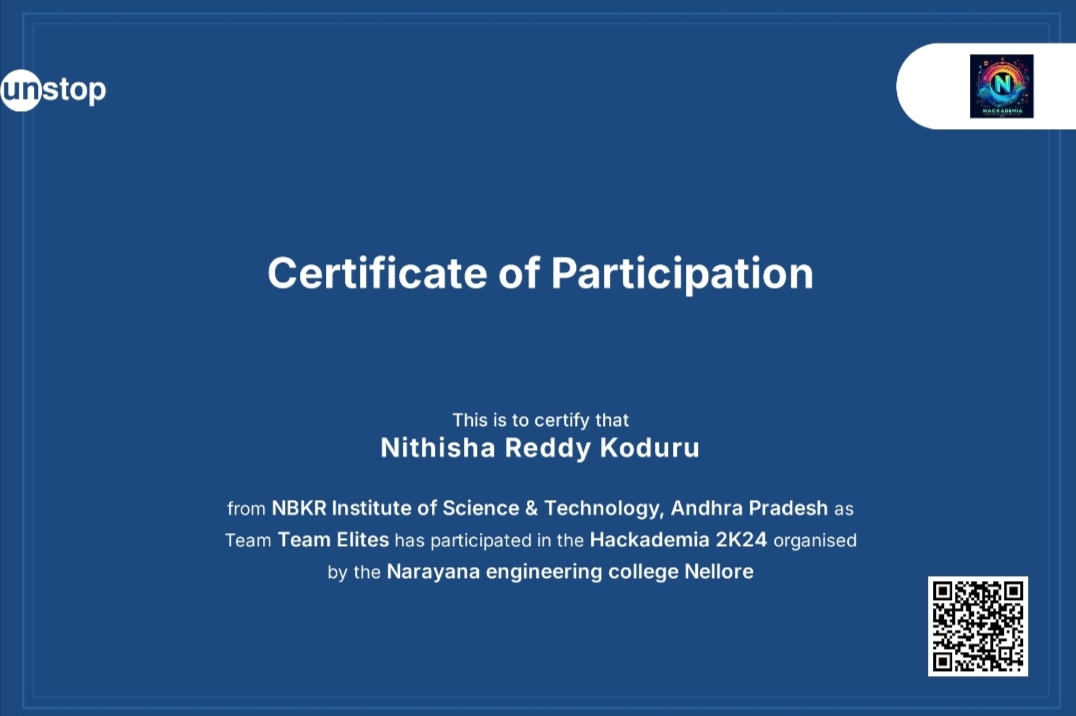 unstop
N
HACKADEMIA
Certificate of Participation
This is to certify that
Nithisha Reddy Koduru
from NBKR Institute of Science & Technology, Andhra Pradesh as
Team Team Elites has participated in the Hackademia 2K24 organised
by the Narayana engineering college Nellore